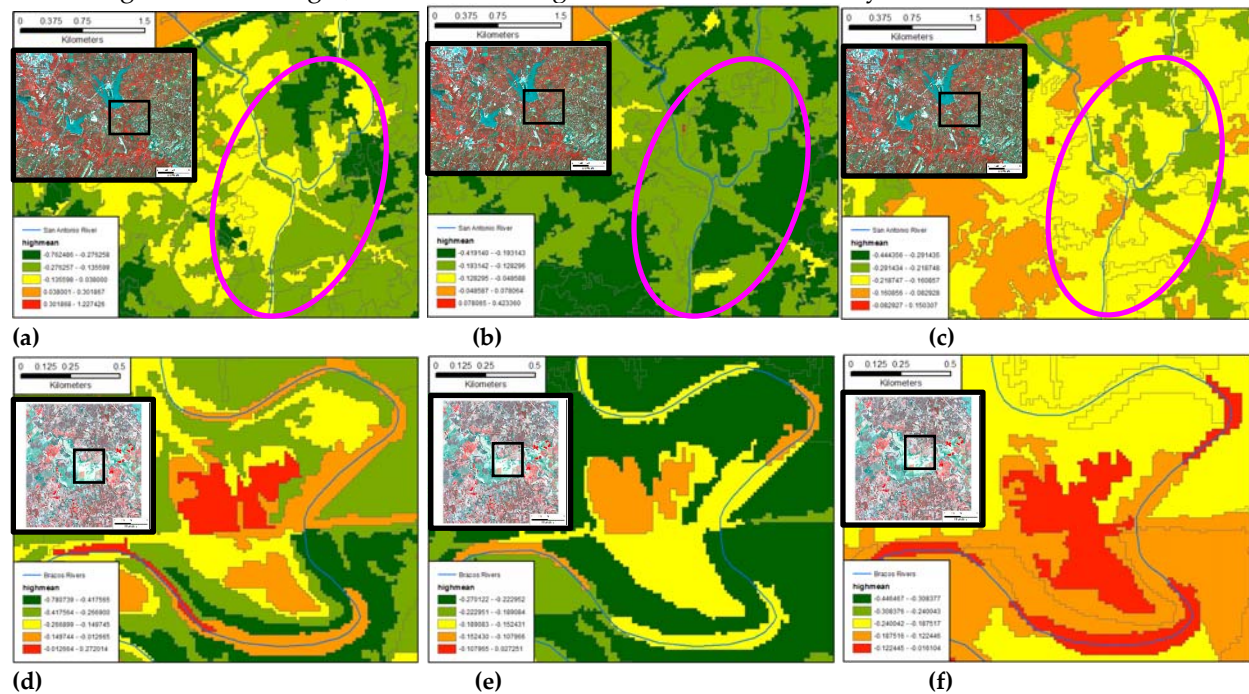 0 0.375 0.75 1.5
Kilometers
San Antonio River
highmean
-0.762486 - -0.276258
-0.276257 - -0.135599
-0.135598 - 0.038000
0.038001 - 0.301867
0.301868 - 1.227426
(a)
0 0.375 0.75 1.5
Kilometers
San Antonio River
highmean
-0.419140 - -0.193143
-0.193142 - -0.128296
-0.128295 - -0.048588
-0.048587 - 0.078064
0.078065 - 0.423360
(b)
0 0.375 0.75 1.5
Kilometers
San Antonio River
highmean
-0.444356 - -0.291435
-0.291434 - -0.218748
-0.218747 - -0.160857
-0.160856 - -0.082928
-0.082927 - 0.150307
(c)
0 0.125 0.25 0.5
Kilometers
Brazos Rivers
highmean
-0.780739 - -0.417565
-0.417564 - -0.266900
-0.266899 - -0.149745
-0.149744 - -0.012665
-0.012664 - 0.272014
(d)
0 0.125 0.25 0.5
Kilometers
Brazos Rivers
highmean
-0.270122 - -0.222952
-0.222951 - -0.189084
-0.189083 - -0.152431
-0.152430 - -0.107966
-0.107965 - 0.027251
(e)
0 0.125 0.25 0.5
Kilometers
Brazos Rivers
highmean
-0.446467 - -0.308377
-0.308376 - -0.240043
-0.240042 - -0.187517
-0.187516 - -0.122446
-0.122445 - -0.016104
(f)